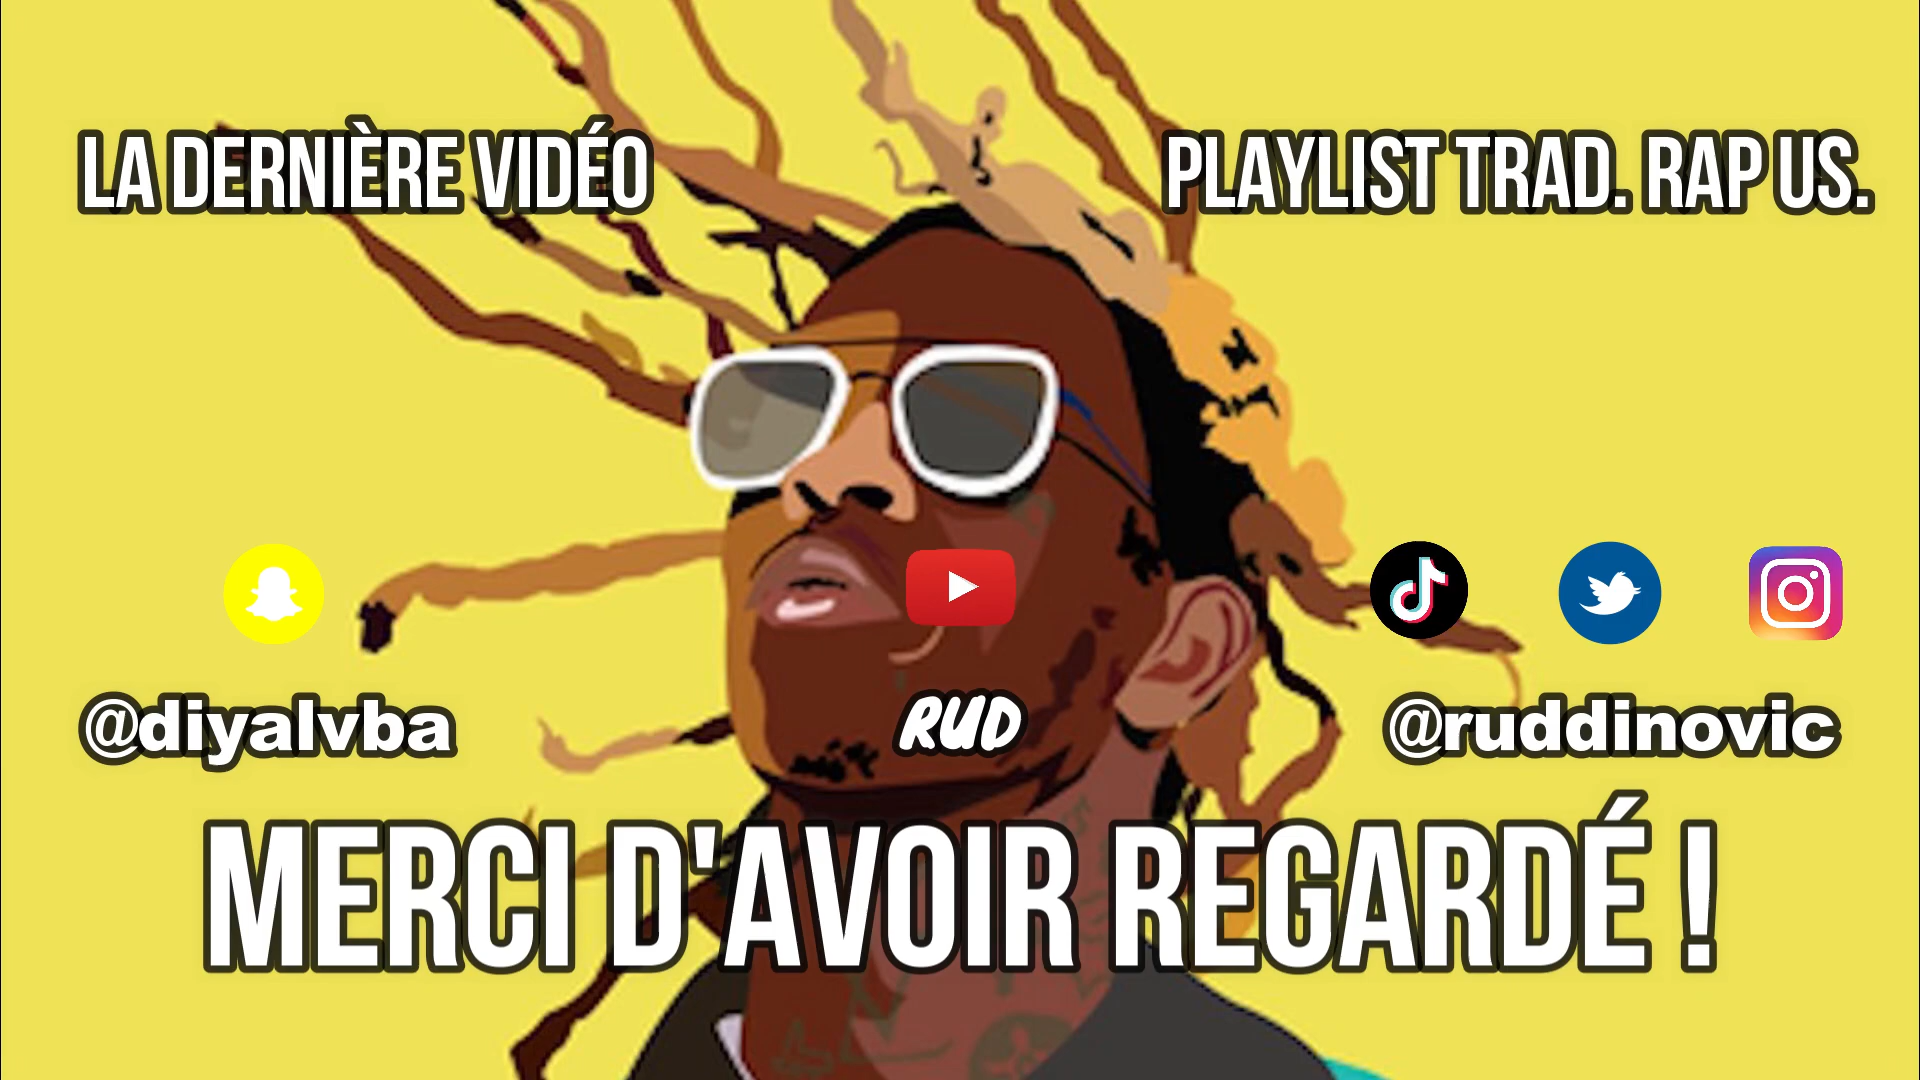 LA DERNIÈRE VIDÉO
PLAYLIST TRAD. RAP US.
@diyalvba
RUD
@ruddinovic
MERCI D'AVOIR REGARDÉ !